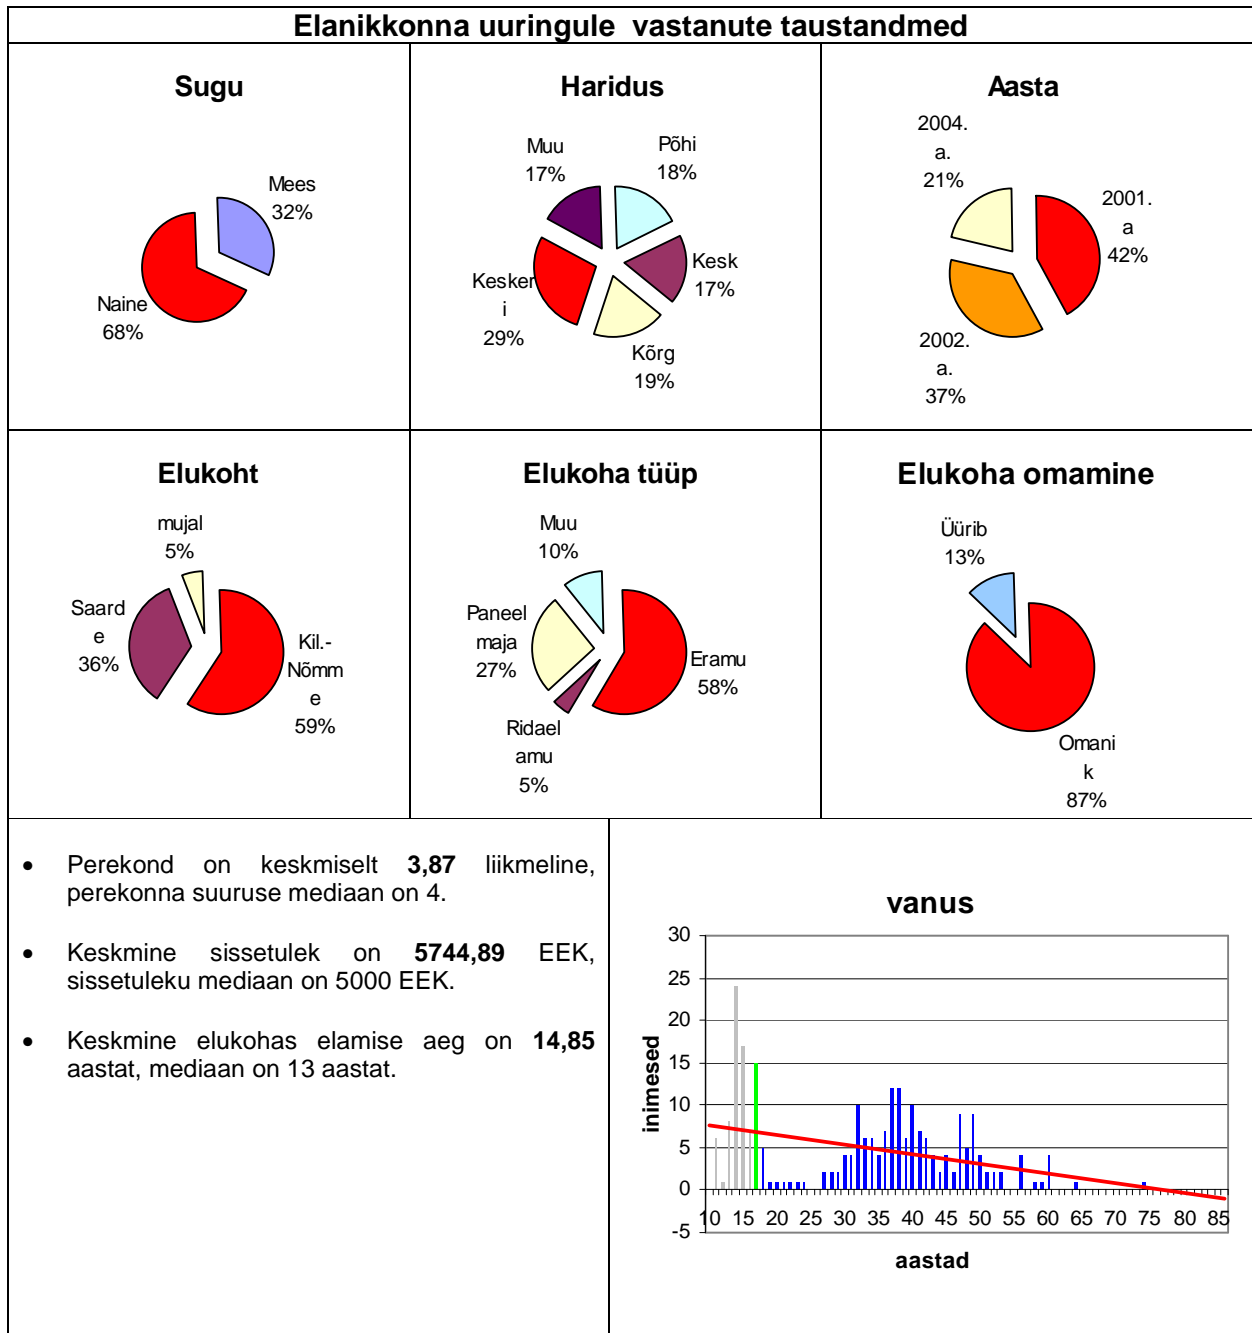 Elanikkonna uuringule vastanute taustandmed
Sugu
Mees
32%
Naine
68%
Haridus
Muu
17%
Põhi
18%
Kesk
17%
Kesker
i
29%
Kõrg
19%
Aasta
2004.
a.
21%
2001.
a
42%
2002.
a.
37%
Elukoht
mujal
5%
Saard
e
36%
Kil.-
Nõmm
e
59%
Elukoha tüüp
Muu
10%
Paneel
maja
27%
Eramu
58%
Ridael
amu
5%
Elukoha omamine
Üürib
13%
Omani
k
87%
• Perekond on keskmiselt 3,87 liikmeline,
perekonna suuruse mediaan on 4.
• Keskmine sissetulek on 5744,89 EEK,
sissetuleku mediaan on 5000 EEK.
• Keskmine elukohas elamise aeg on 14,85
aastat, mediaan on 13 aastat.
vanus
30
25
20
15
10
5
0
-5
inimesed
10 15 20 25 30 35 40 45 50 55 60 65 70 75 80 85
aastad